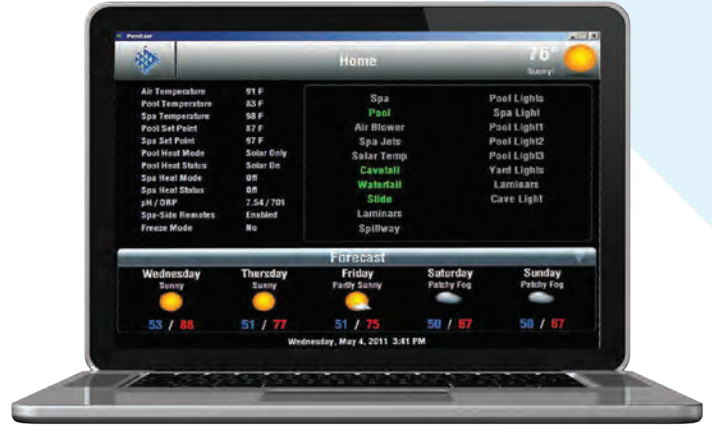 Pentair
Home
76°
Sunny!
Air Temperature 91 F
Pool Temperature 83 F
Spa Temperature 98 F
Pool Set Point 87 F
Spa Set Point 97 F
Pool Heat Mode Solar Only
Pool Heat Status Solar On
Spa Heat Mode Off
Spa Heat Status Off
pH / ORP 7.54 / 701
Spa-Side Remotes Enabled
Freeze Mode No
Spa
Pool
Air Blower
Spa Jets
Solar Temp
Cavefall
Waterfall
Slide
Laminars
Spillway
Pool Lights
Spa Light
Pool Light1
Pool Light2
Pool Light3
Yard Lights
Laminars
Cave Light
Forecast
Wednesday Thursday Friday Saturday Sunday
Sunny Sunny Partly Sunny Patchy Fog Patchy Fog
53 / 88 51 / 77 51 / 75 50 / 67 50 / 67
Wednesday, May 4, 2011 3:41 PM